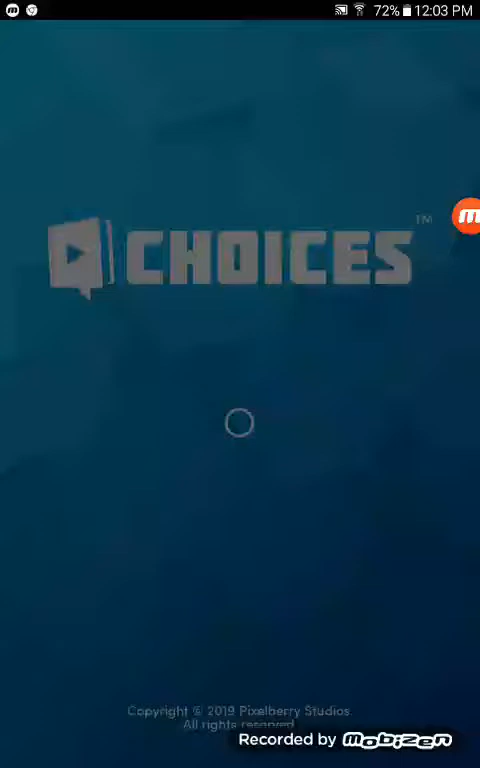 72% 12:03 PM
TM
CHOICES
Copyright © 2019 Pixelberry Studios.
All rights reserved
Recorded by mobizen